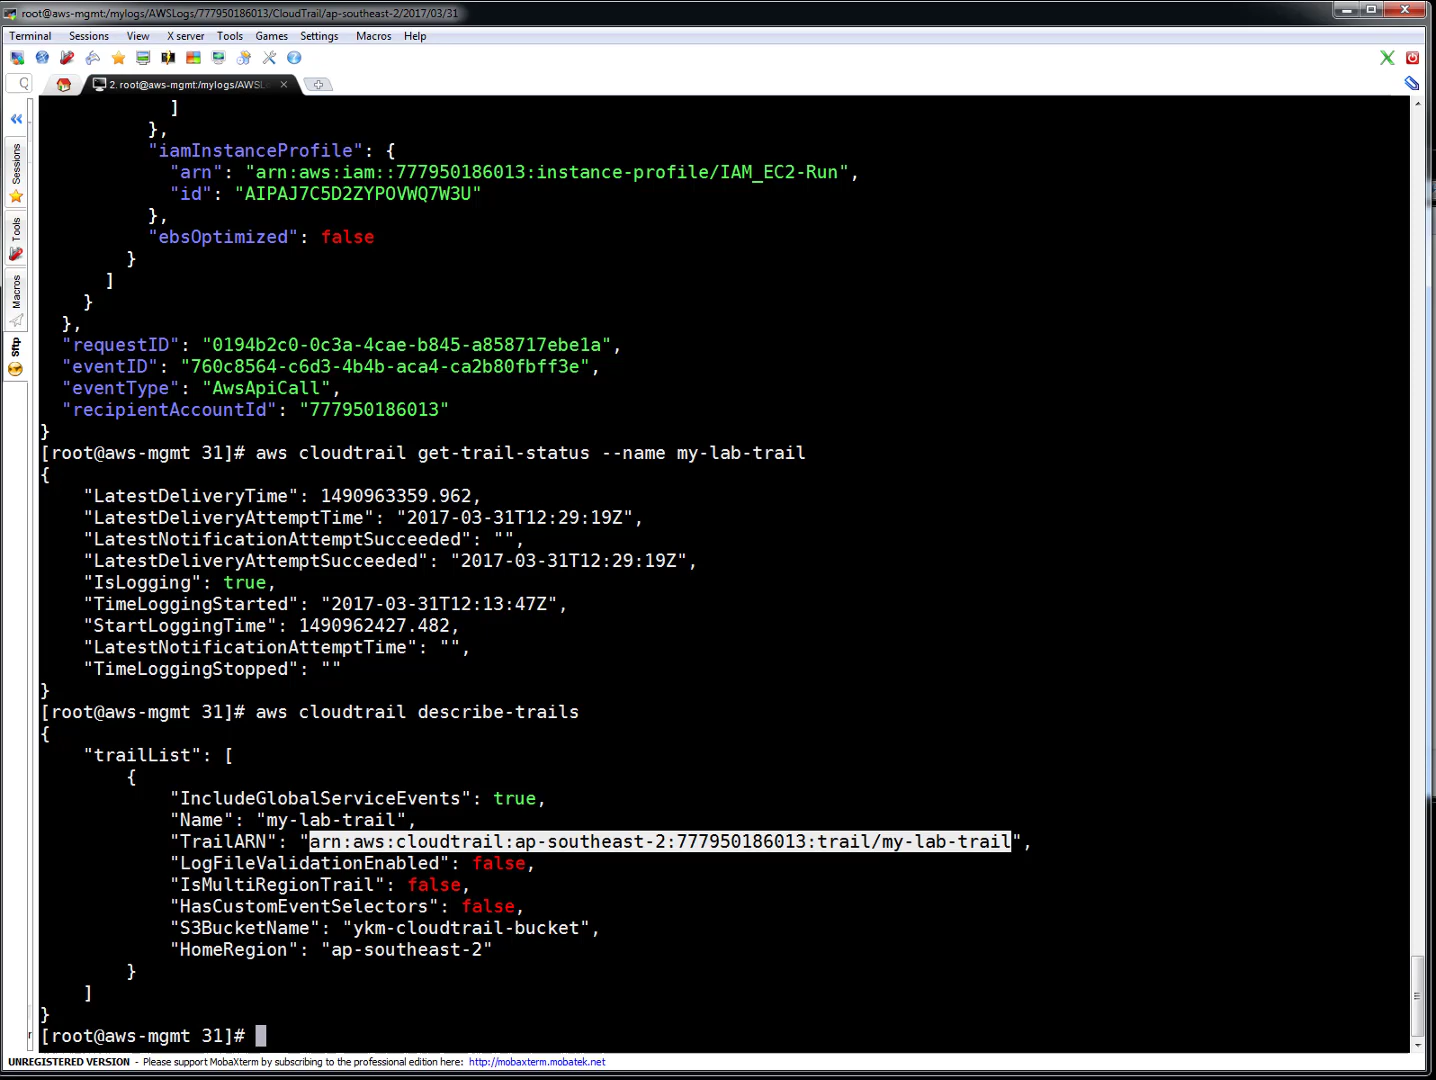 root@aws-mgmt:/mylogs/AWSLogs/777950186013/CloudTrail/ap-southeast-2/2017/03/31
Terminal Sessions View X server Tools Games Settings Macros Help
2. root@aws-mgmt:/mylogs/AWSL
Sessions
Tools
Macros
Sftp
]
},
"iamInstanceProfile": {
"arn": "arn:aws:iam::777950186013:instance-profile/IAM_EC2-Run",
"id": "AIPAJ7C5D2ZYPOVWQ7W3U"
},
"ebsOptimized": false
}
]
}
},
"requestID": "0194b2c0-0c3a-4cae-b845-a858717ebe1a",
"eventID": "760c8564-c6d3-4b4b-aca4-ca2b80fbff3e",
"eventType": "AwsApiCall",
"recipientAccountId": "777950186013"
}
[root@aws-mgmt 31]# aws cloudtrail get-trail-status --name my-lab-trail
{
"LatestDeliveryTime": 1490963359.962,
"LatestDeliveryAttemptTime": "2017-03-31T12:29:19Z",
"LatestNotificationAttemptSucceeded": "",
"LatestDeliveryAttemptSucceeded": "2017-03-31T12:29:19Z",
"IsLogging": true,
"TimeLoggingStarted": "2017-03-31T12:13:47Z",
"StartLoggingTime": 1490962427.482,
"LatestNotificationAttemptTime": "",
"TimeLoggingStopped": ""
}
[root@aws-mgmt 31]# aws cloudtrail describe-trails
{
"trailList": [
{
"IncludeGlobalServiceEvents": true,
"Name": "my-lab-trail",
"TrailARN": "arn:aws:cloudtrail:ap-southeast-2:777950186013:trail/my-lab-trail",
"LogFileValidationEnabled": false,
"IsMultiRegionTrail": false,
"HasCustomEventSelectors": false,
"S3BucketName": "ykm-cloudtrail-bucket",
"HomeRegion": "ap-southeast-2"
}
]
}
[root@aws-mgmt 31]#
UNREGISTERED VERSION - Please support MobaXterm by subscribing to the professional edition here: http://mobaxterm.mobatek.net